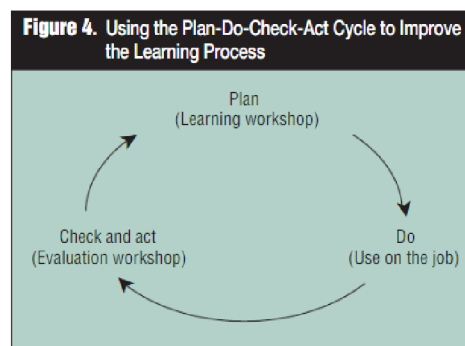 Figure 4. Using the Plan-Do-Check-Act Cycle to Improve
the Learning Process
Plan
(Learning workshop)
Check and act
(Evaluation workshop)
Do
(Use on the job)